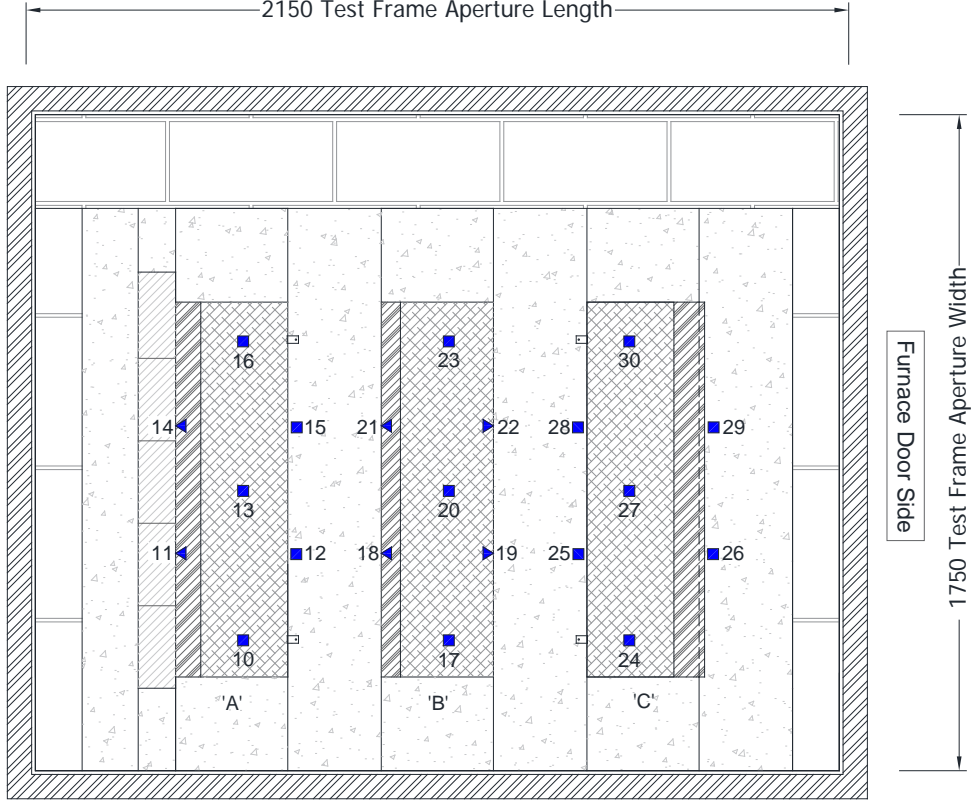 2150 Test Frame Aperture Length
16 23 30
14 15 21 22 28 29
13 20 27
11 12 18 19 25 26
10 17 24
'A' 'B' 'C'
Furnace Door Side
1750 Test Frame Aperture Width